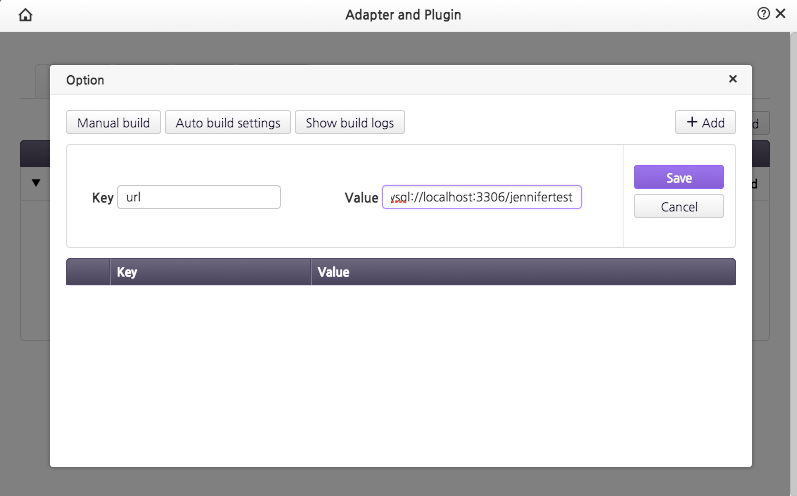 Adapter and Plugin
Option
Manual build Auto build settings Show build logs + Add
Key url Value ysql://localhost:3306/jennifertest
Save
Cancel
Key Value